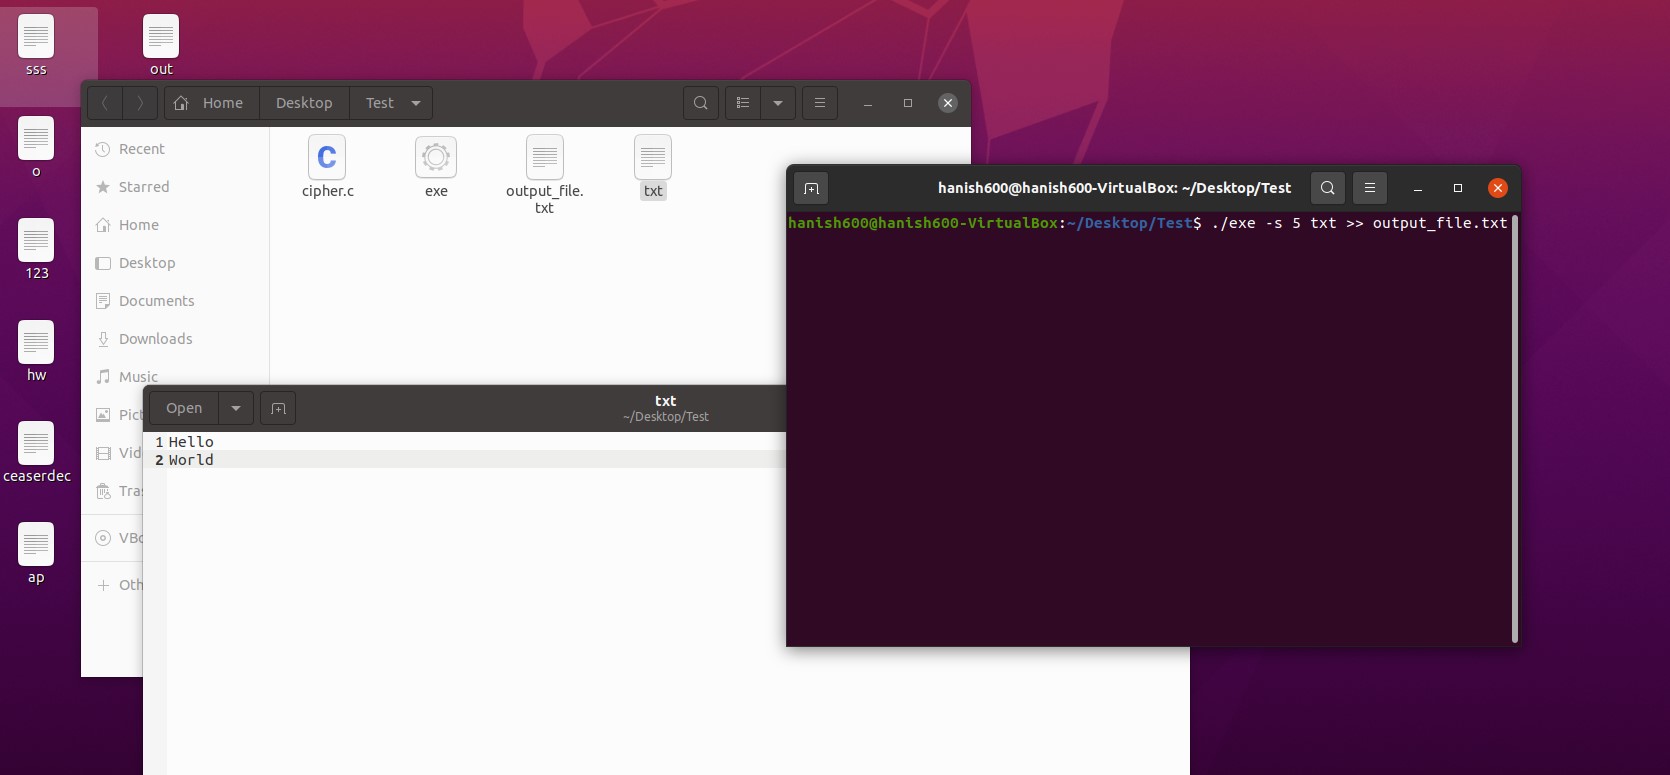 sss
out
o
123
hw
ceaserdec
ap
Home
Desktop
Test
Recent
Starred
Home
Desktop
Documents
Downloads
Music
Pict
Vid
Tras
VBo
Oth
cipher.c
exe
output_file.
txt
txt
Open
txt
~/Desktop/Test
1 Hello
2 World
hanish600@hanish600-VirtualBox: ~/Desktop/Test
hanish600@hanish600-VirtualBox:~/Desktop/Test$ ./exe -s 5 txt >> output_file.txt